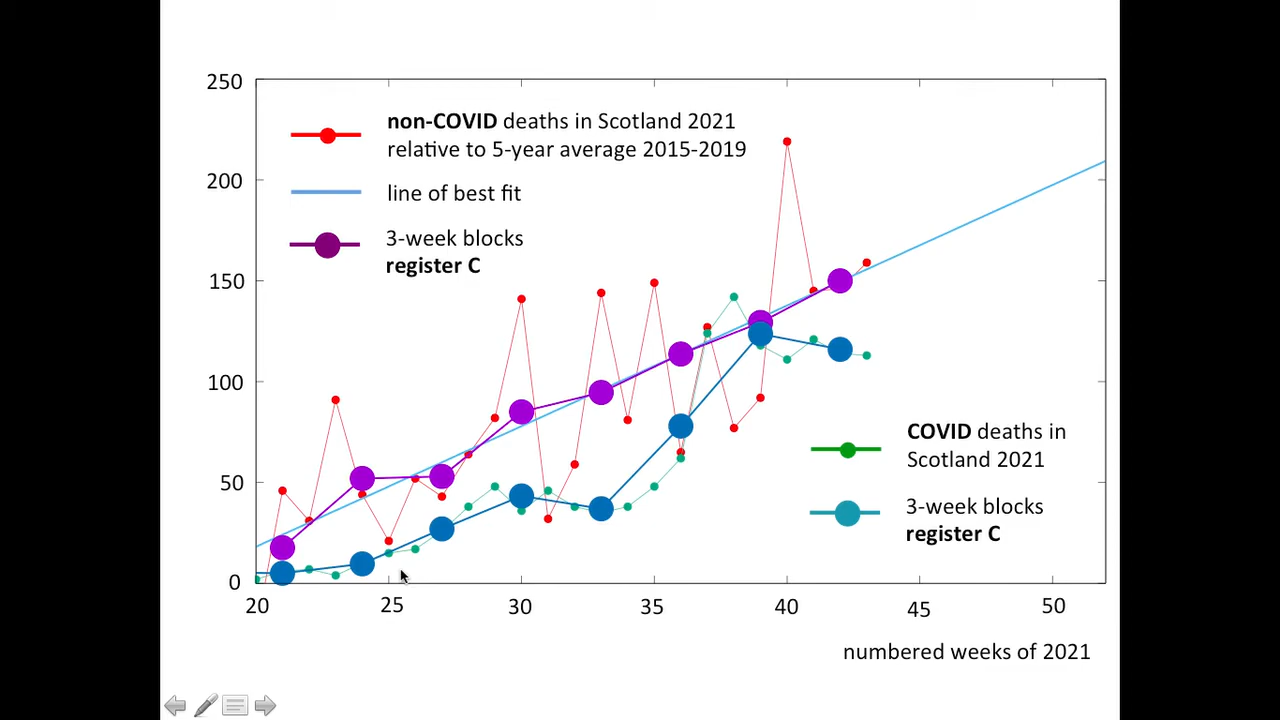 250
200
150
100
50
0
non-COVID deaths in Scotland 2021
relative to 5-year average 2015-2019
line of best fit
3-week blocks
register C
COVID deaths in
Scotland 2021
3-week blocks
register C
20 25 30 35 40 45 50
numbered weeks of 2021